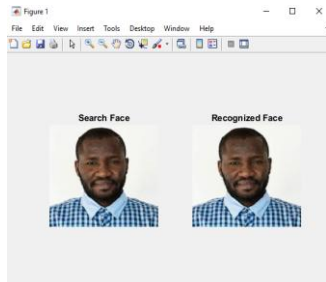 Figure 1
File Edit View Insert Tools Desktop Window Help
Search Face Recognized Face